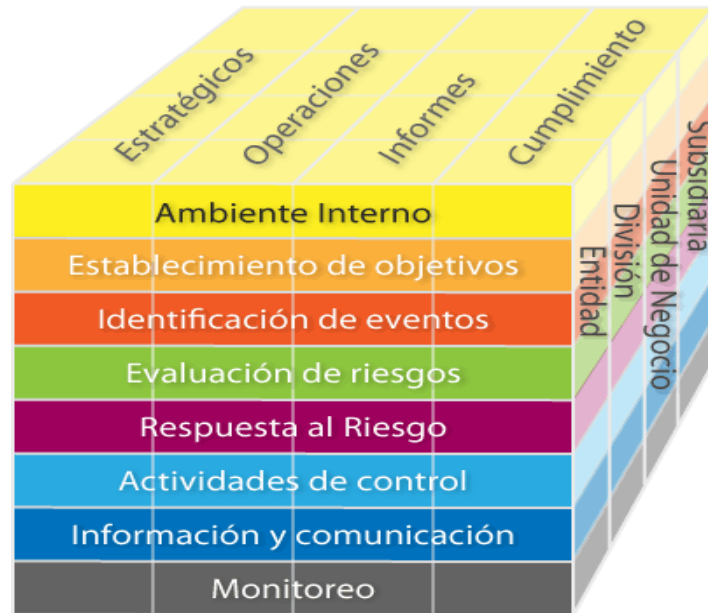 Estratégicos
Operaciones
Informes
Cumplimiento
Ambiente Interno
Establecimiento de objetivos
Identificación de eventos
Evaluación de riesgos
Respuesta al Riesgo
Actividades de control
Información y comunicación
Monitoreo
Entidad
División
Unidad de Negocio
Subsidiaria